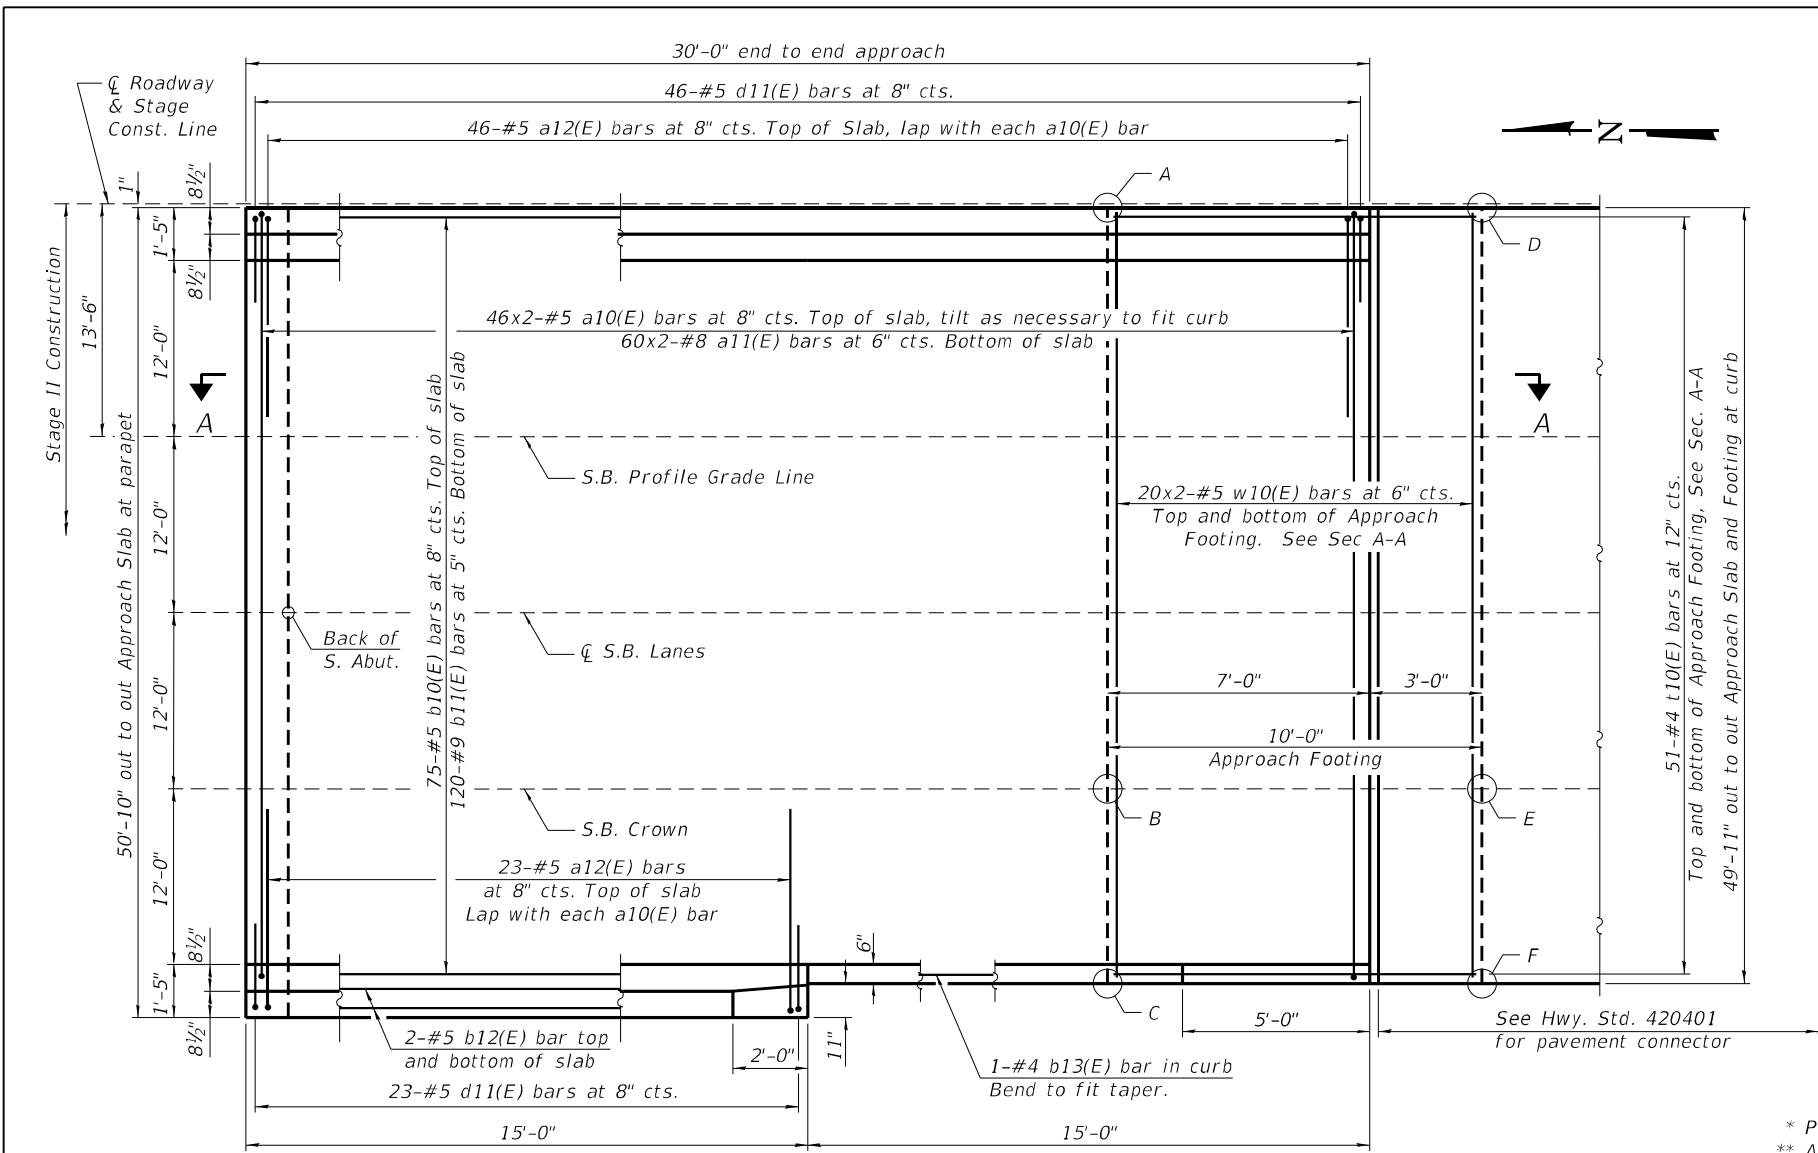 30'-0" end to end approach
℄ Roadway
& Stage
Const. Line
46-#5 d11(E) bars at 8" cts.
46-#5 a12(E) bars at 8" cts. Top of Slab, lap with each a10(E) bar
N
1"
8½"
A
1'-5"
D
8½"
Stage II Construction
13'-6"
12'-0"
46x2-#5 a10(E) bars at 8" cts. Top of slab, tilt as necessary to fit curb
60x2-#8 a11(E) bars at 6" cts. Bottom of slab
A
A
50'-10" out to out Approach Slab at parapet
75-#5 b10(E) bars at 8" cts. Top of slab
120-#9 b11(E) bars at 5" cts. Bottom of slab
S.B. Profile Grade Line
12'-0"
20x2-#5 w10(E) bars at 6" cts.
Top and bottom of Approach
Footing. See Sec A-A
51-#4 t10(E) bars at 12" cts.
Top and bottom of Approach Footing, See Sec. A-A
49'-11" out to out Approach Slab and Footing at curb
Back of
S. Abut.
℄ S.B. Lanes
12'-0"
7'-0"
3'-0"
10'-0"
Approach Footing
S.B. Crown
B
E
12'-0"
23-#5 a12(E) bars
at 8" cts. Top of slab
Lap with each a10(E) bar
8½"
6"
F
1'-5"
C
8½"
2-#5 b12(E) bar top
and bottom of slab
2'-0"
11"
5'-0"
See Hwy. Std. 420401
for pavement connector
1-#4 b13(E) bar in curb
Bend to fit taper.
23-#5 d11(E) bars at 8" cts.
15'-0"
15'-0"
* P
** A